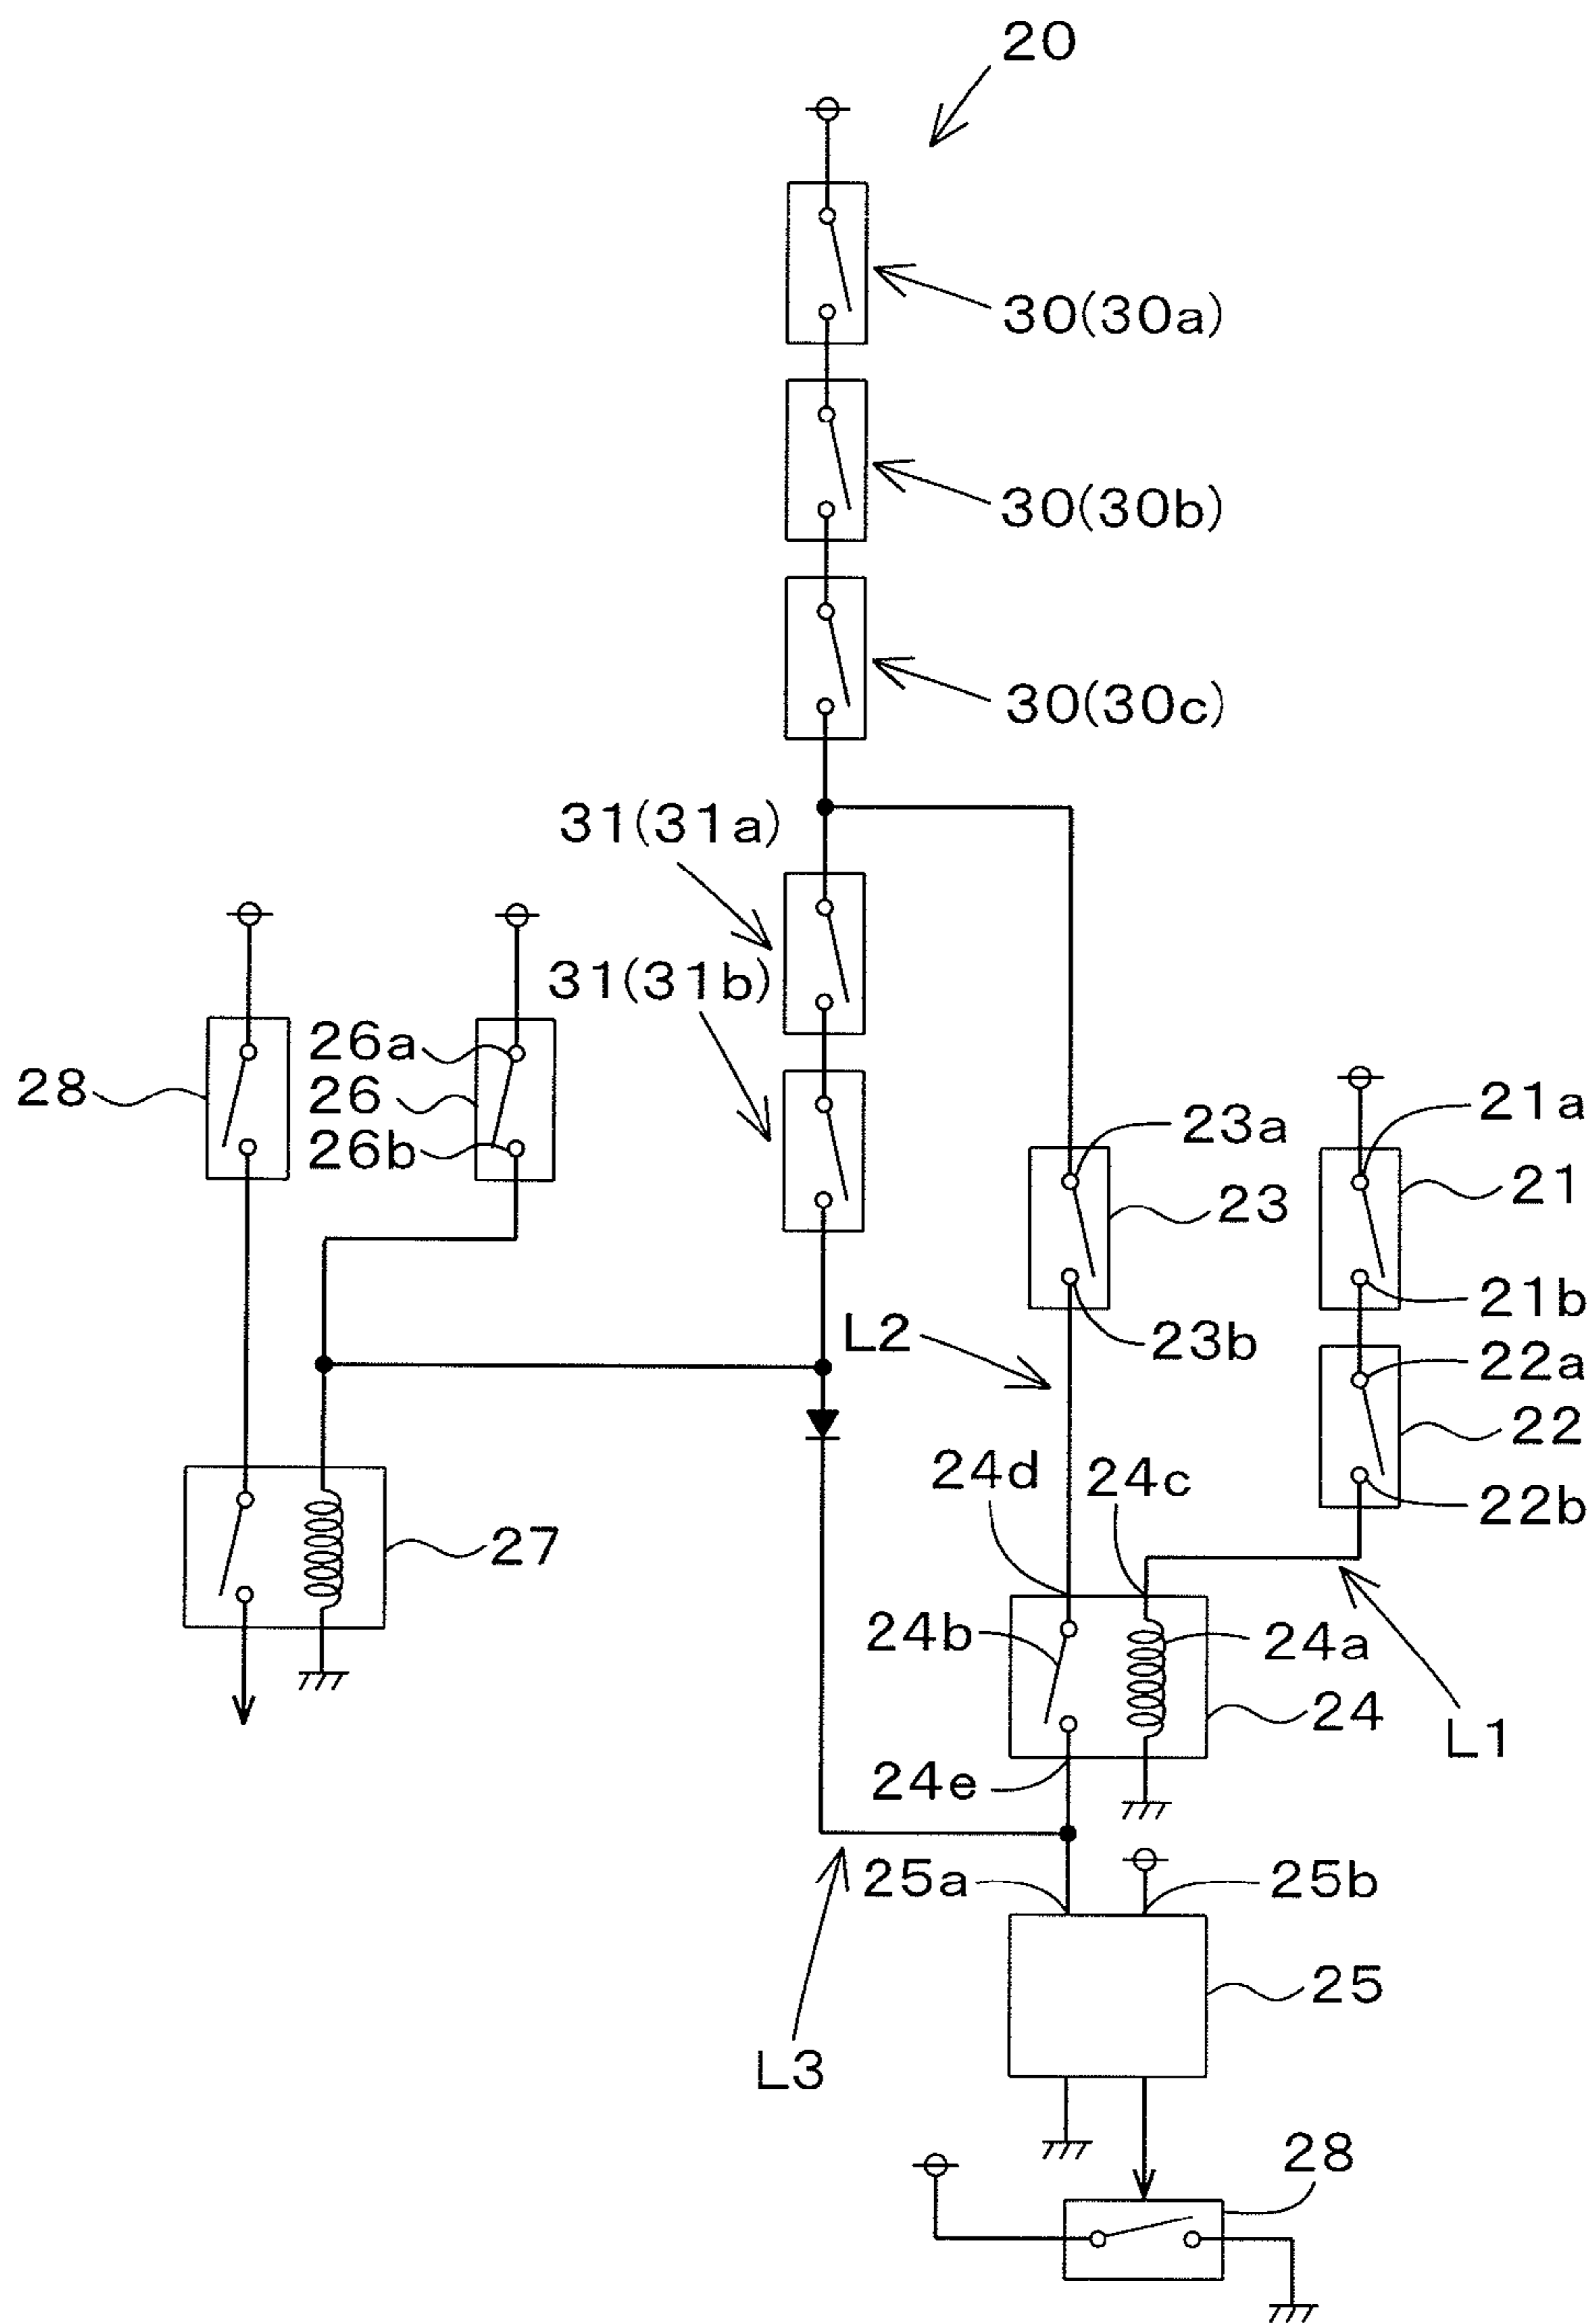 20
30(30a)
30(30b)
30(30c)
31(31a)
31(31b)
26a
28
26
26b
23a
21a
23
21
21b
L2
23b
22a
22
24d
24c
22b
27
24b
24a
24
L1
24e
25a
25b
25
L3
28